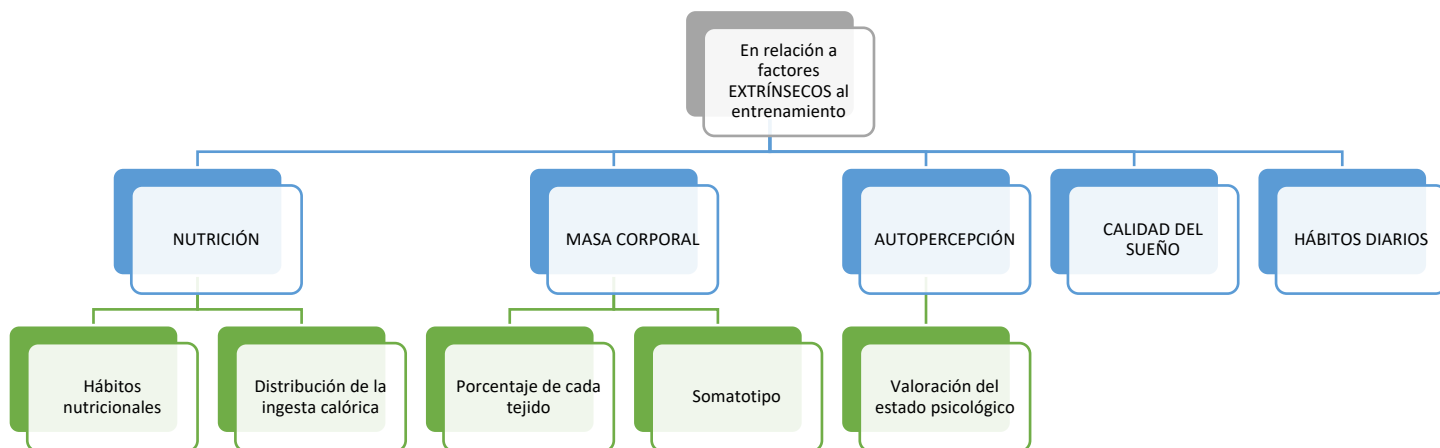 En relación a
factores
EXTRÍNSECOS al
entrenamiento
NUTRICIÓN
MASA CORPORAL
AUTOPERCEPCIÓN
CALIDAD DEL
SUEÑO
HÁBITOS DIARIOS
Hábitos
nutricionales
Distribución de la
ingesta calórica
Porcentaje de cada
tejido
Somatotipo
Valoración del
estado psicológico